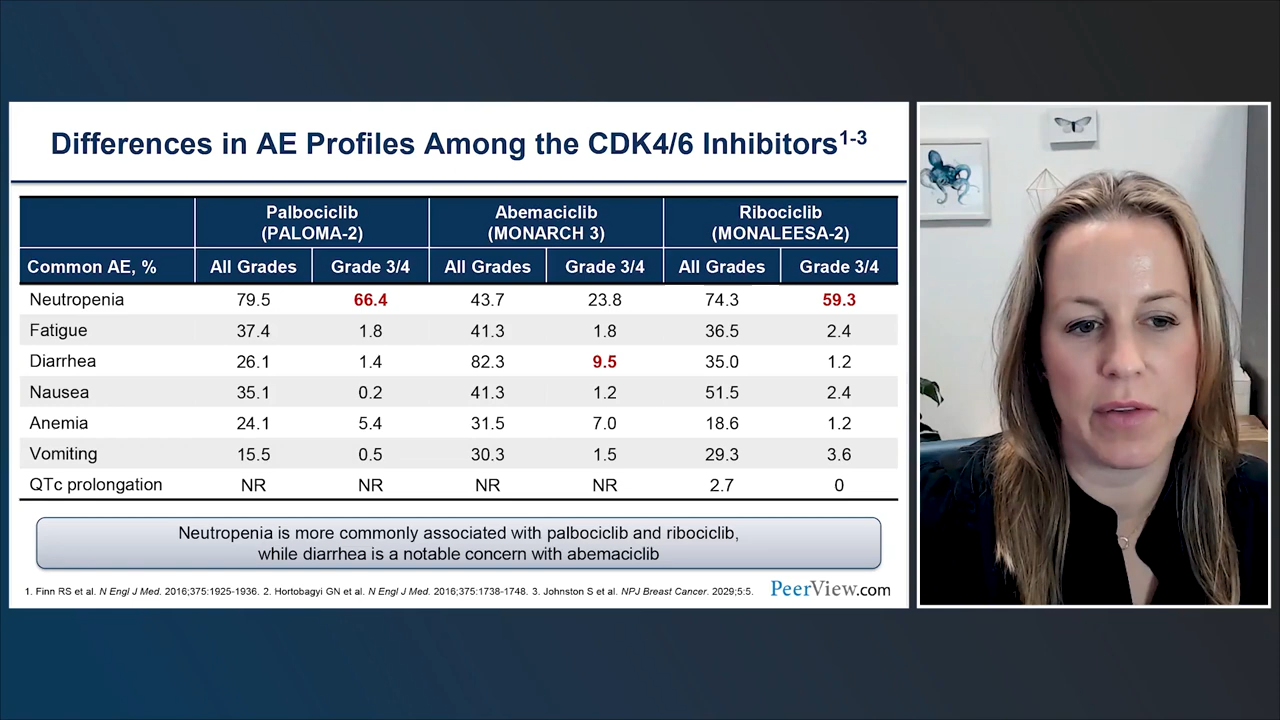 Differences in AE Profiles Among the CDK4/6 Inhibitors1-3
Palbociclib (PALOMA-2) Abemaciclib (MONARCH 3) Ribociclib (MONALEESA-2)
Common AE, % All Grades Grade 3/4 All Grades Grade 3/4 All Grades Grade 3/4
Neutropenia 79.5 66.4 43.7 23.8 74.3 59.3
Fatigue 37.4 1.8 41.3 1.8 36.5 2.4
Diarrhea 26.1 1.4 82.3 9.5 35.0 1.2
Nausea 35.1 0.2 41.3 1.2 51.5 2.4
Anemia 24.1 5.4 31.5 7.0 18.6 1.2
Vomiting 15.5 0.5 30.3 1.5 29.3 3.6
QTc prolongation NR NR NR NR 2.7 0
Neutropenia is more commonly associated with palbociclib and ribociclib,
while diarrhea is a notable concern with abemaciclib
1. Finn RS et al. N Engl J Med. 2016;375:1925-1936. 2. Hortobagyi GN et al. N Engl J Med. 2016;375:1738-1748. 3. Johnston S et al. NPJ Breast Cancer. 2029;5:5.
PeerView.com